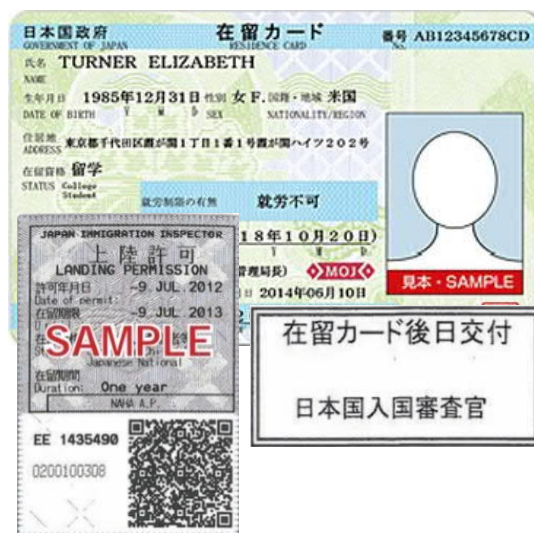 日本国政府 在留カード 番号 AB12345678CD
GOVERNMENT OF JAPAN RESIDENCE CARD No.
氏名 TURNER ELIZABETH
NAME
生年月日 1985年12月31日 性別 女 F. 国籍・地域 米国
DATE OF BIRTH Y M D SEX NATIONALITY/REGION
住居地
ADDRESS 東京都千代田区霞が関1丁目1番1号霞が関ハイツ202号
在留資格 留学
STATUS College
Student
就労制限の有無 就労不可
18年10月20日)
Y M D
管理局長) MOJ
2014年06月10日
見本・SAMPLE
JAPAN IMMIGRATION INSPECTOR
上陸許可
LANDING PERMISSION
許可年月日 -9. JUL. 2012
Date of permit:
在留期限 -9. JUL. 2013
SAMPLE
Japanese National
在留期間
Duration: One year
NAHA A.P.
EE 1435490
0200100308
在留カード後日交付
日本国入国審査官